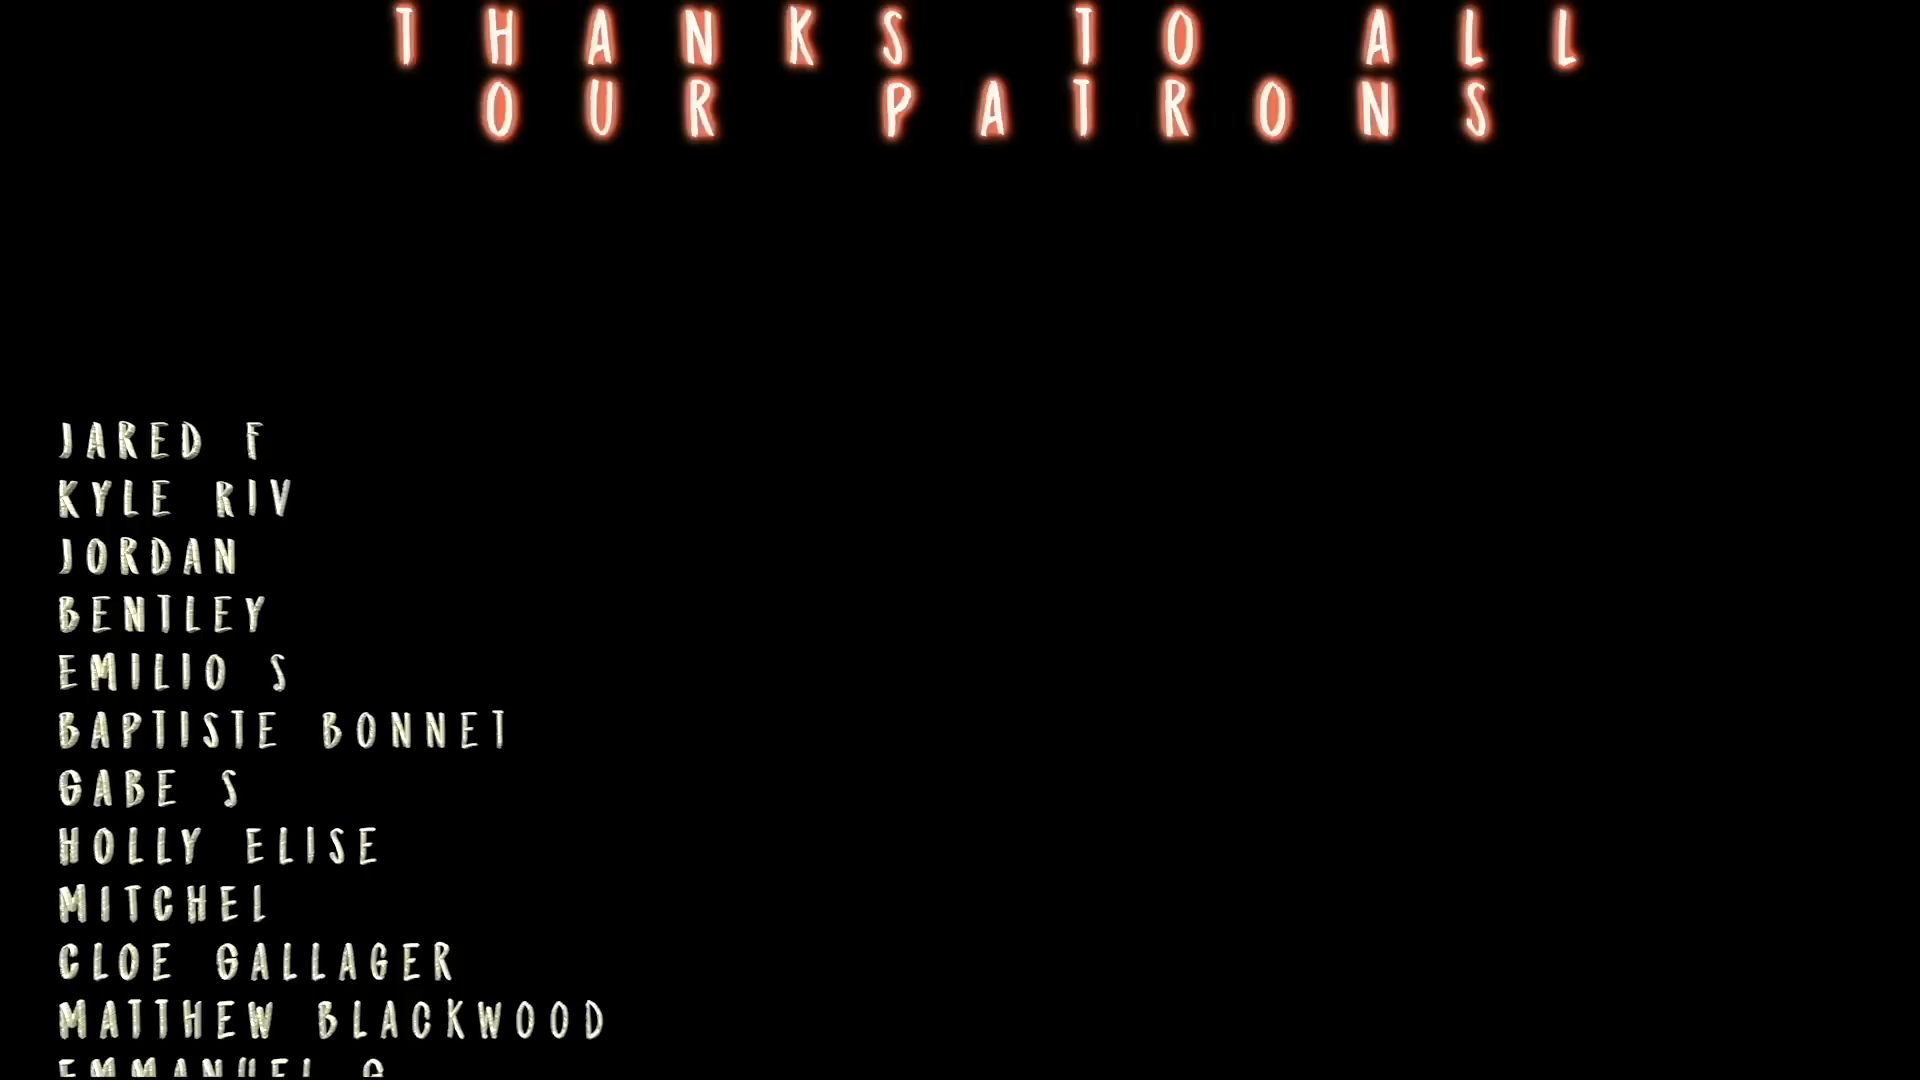 THANKS TO ALL
OUR PATRONS
JARED F
KYLE RIV
JORDAN
BENTLEY
EMILIO S
BAPTISTE BONNET
GABE S
HOLLY ELISE
MITCHEL
CLOE GALLAGER
MATTHEW BLACKWOOD
EMMANUEL